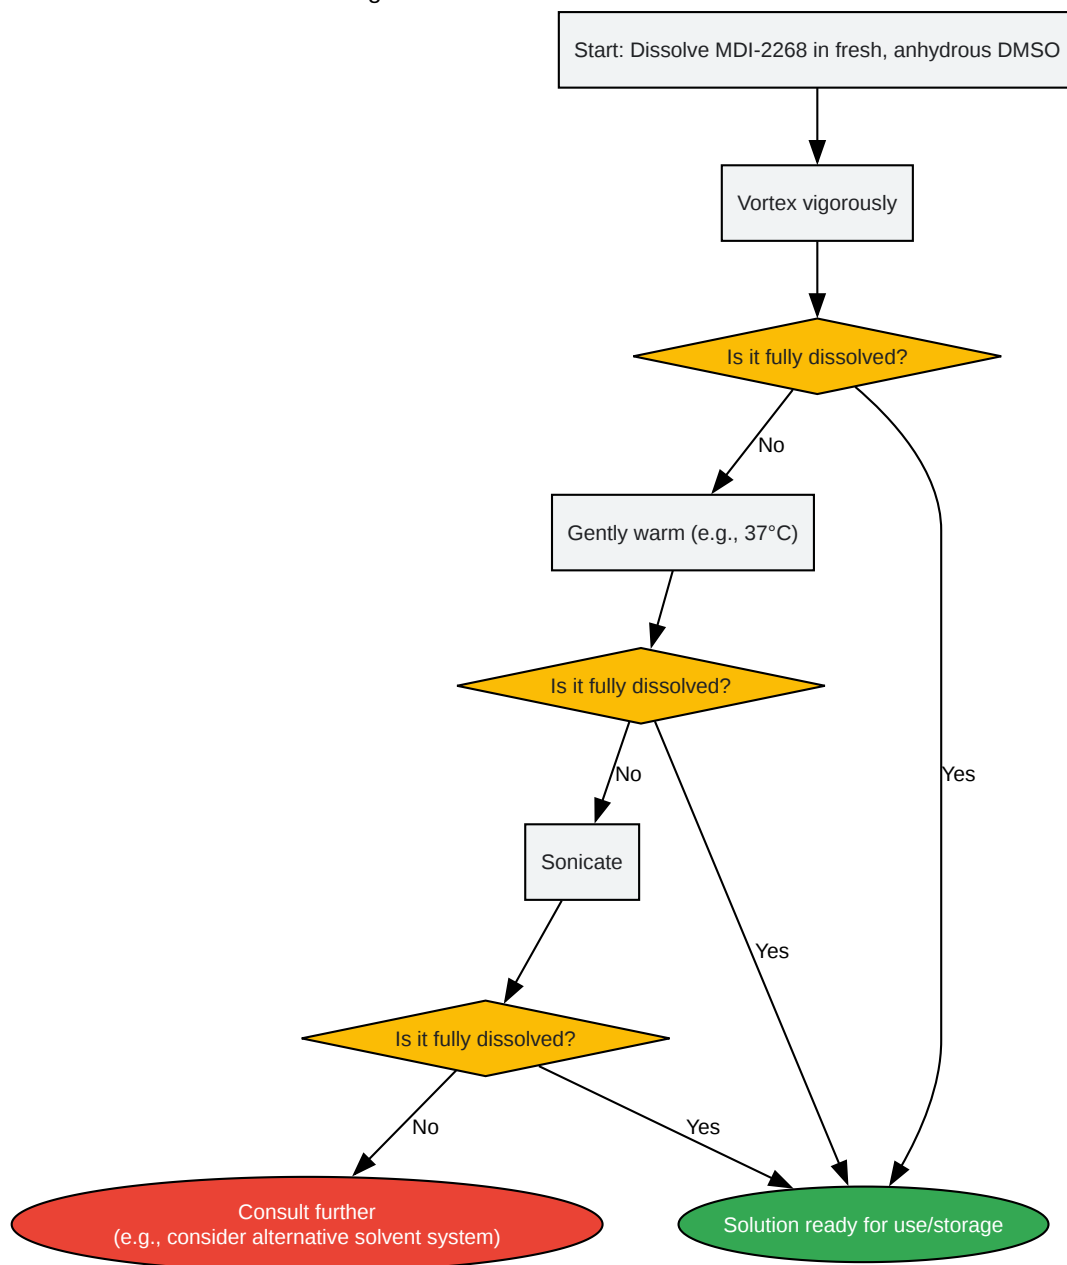 Start: Dissolve MDI-2268 in fresh, anhydrous DMSO
Vortex vigorously
Is it fully dissolved?
No
Gently warm (e.g., 37°C)
Is it fully dissolved?
No
Yes
Sonicate
Yes
Is it fully dissolved?
No
Yes
Consult further
(e.g., consider alternative solvent system)
Solution ready for use/storage